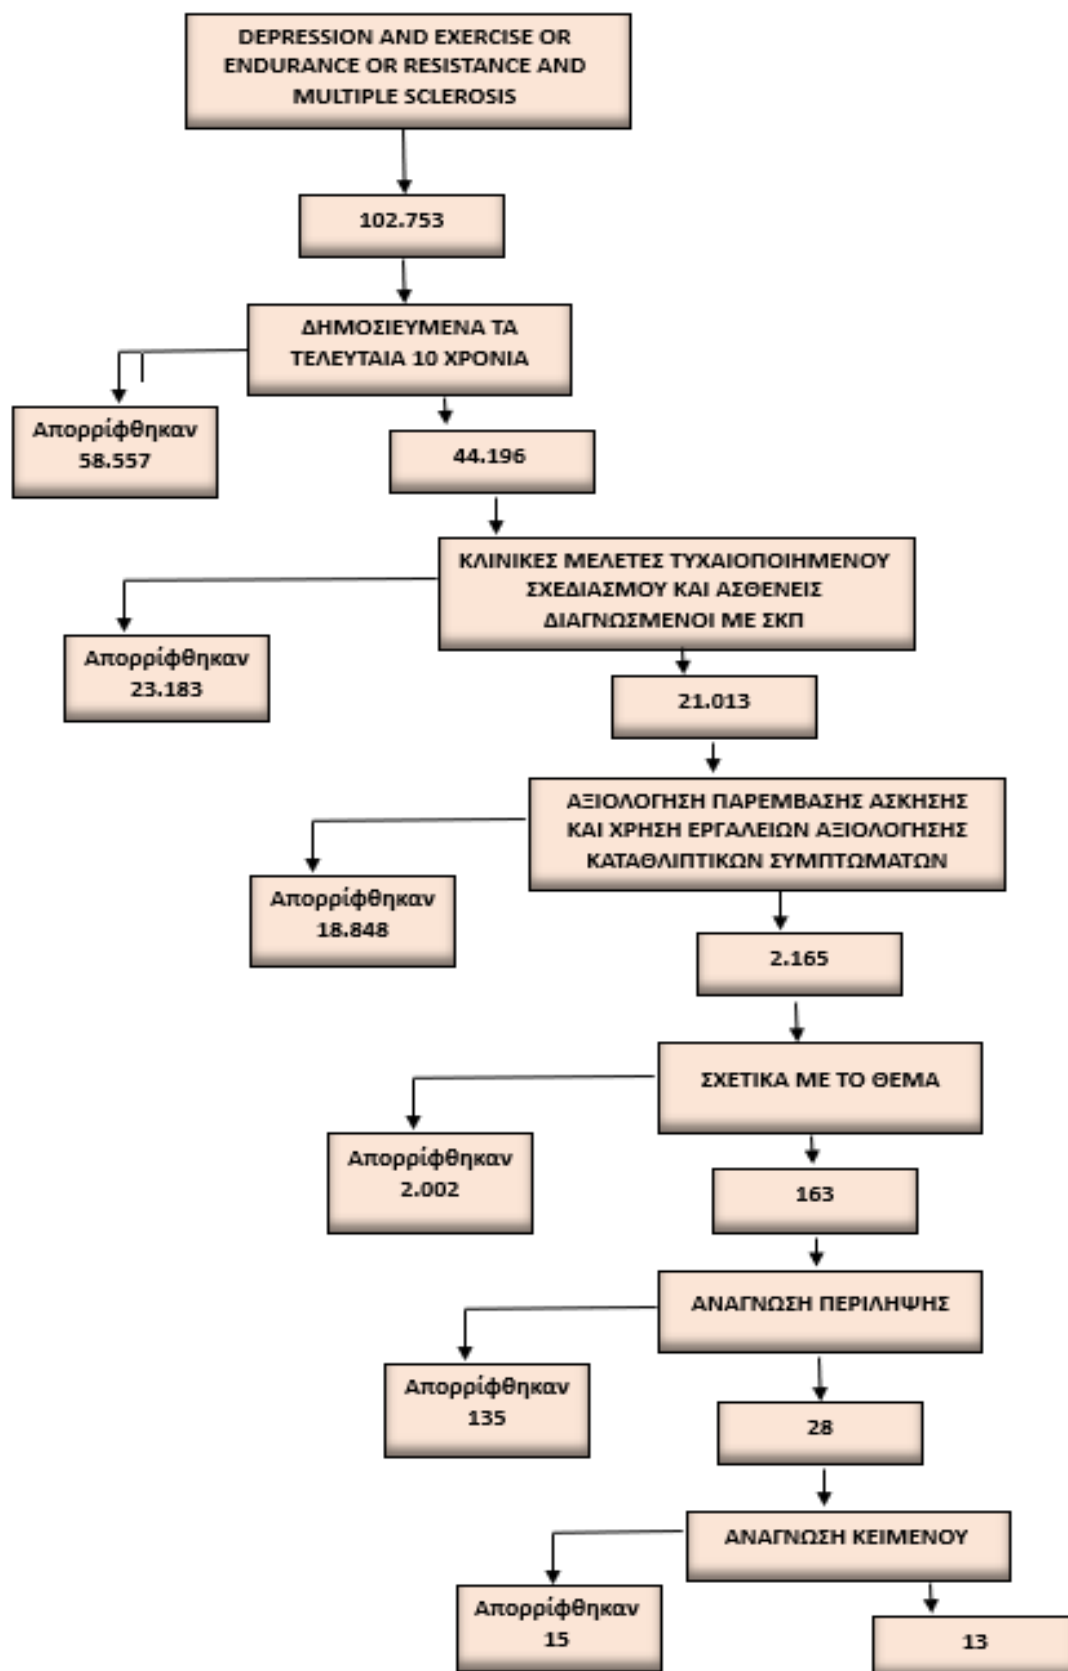 DEPRESSION AND EXERCISE OR
ENDURANCE OR RESISTANCE AND
MULTIPLE SCLEROSIS
102.753
ΔΗΜΟΣΙΕΥΜΕΝΑ ΤΑ
ΤΕΛΕΥΤΑΙΑ 10 ΧΡΟΝΙΑ
Απορρίφθηκαν
58.557
44.196
ΚΛΙΝΙΚΕΣ ΜΕΛΕΤΕΣ ΤΥΧΑΙΟΠΟΙΗΜΕΝΟΥ
ΣΧΕΔΙΑΣΜΟΥ ΚΑΙ ΑΣΘΕΝΕΙΣ
ΔΙΑΓΝΩΣΜΕΝΟΙ ΜΕ ΣΚΠ
Απορρίφθηκαν
23.183
21.013
ΑΞΙΟΛΟΓΗΣΗ ΠΑΡΕΜΒΑΣΗΣ ΑΣΚΗΣΗΣ
ΚΑΙ ΧΡΗΣΗ ΕΡΓΑΛΕΙΩΝ ΑΞΙΟΛΟΓΗΣΗΣ
ΚΑΤΑΘΛΙΠΤΙΚΩΝ ΣΥΜΠΤΩΜΑΤΩΝ
Απορρίφθηκαν
18.848
2.165
ΣΧΕΤΙΚΑ ΜΕ ΤΟ ΘΕΜΑ
Απορρίφθηκαν
2.002
163
ΑΝΑΓΝΩΣΗ ΠΕΡΙΛΗΨΗΣ
Απορρίφθηκαν
135
28
ΑΝΑΓΝΩΣΗ ΚΕΙΜΕΝΟΥ
Απορρίφθηκαν
15
13